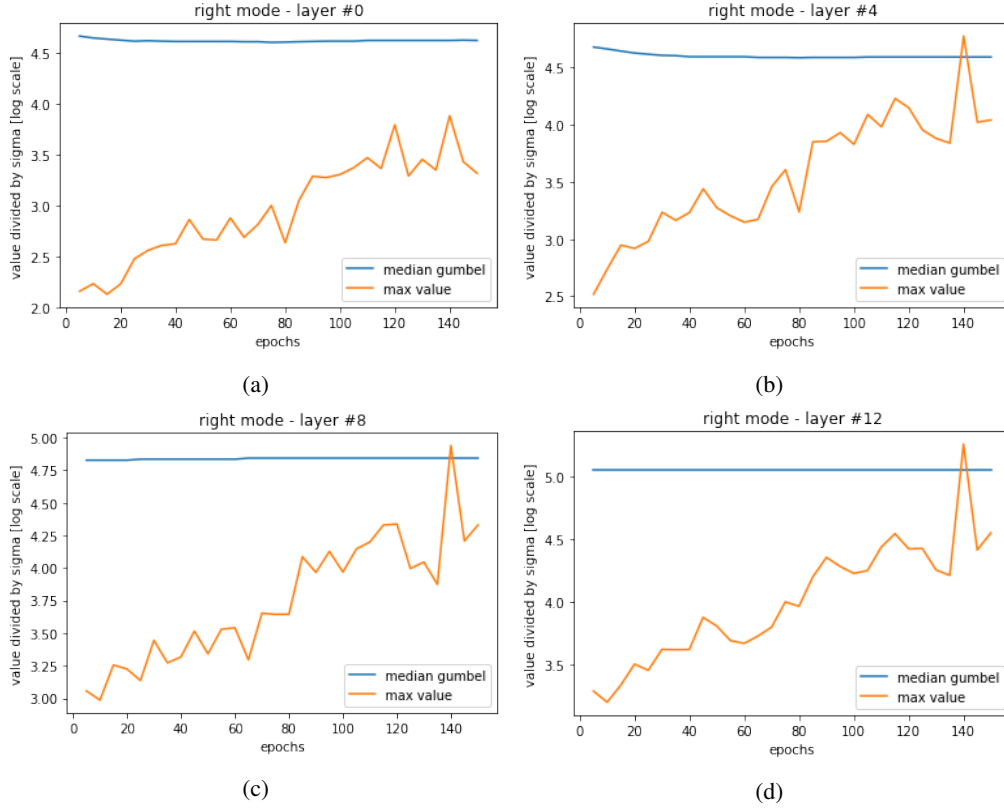 right mode - layer #0
value divided by sigma [log scale]
4.5
4.0
3.5
3.0
2.5
2.0
median gumbel
max value
0 20 40 60 80 100 120 140
epochs
(a)
right mode - layer #4
value divided by sigma [log scale]
4.5
4.0
3.5
3.0
2.5
median gumbel
max value
0 20 40 60 80 100 120 140
epochs
(b)
right mode - layer #8
value divided by sigma [log scale]
5.00
4.75
4.50
4.25
4.00
3.75
3.50
3.25
3.00
median gumbel
max value
0 20 40 60 80 100 120 140
epochs
(c)
right mode - layer #12
value divided by sigma [log scale]
5.0
4.5
4.0
3.5
median gumbel
max value
0 20 40 60 80 100 120 140
epochs
(d)